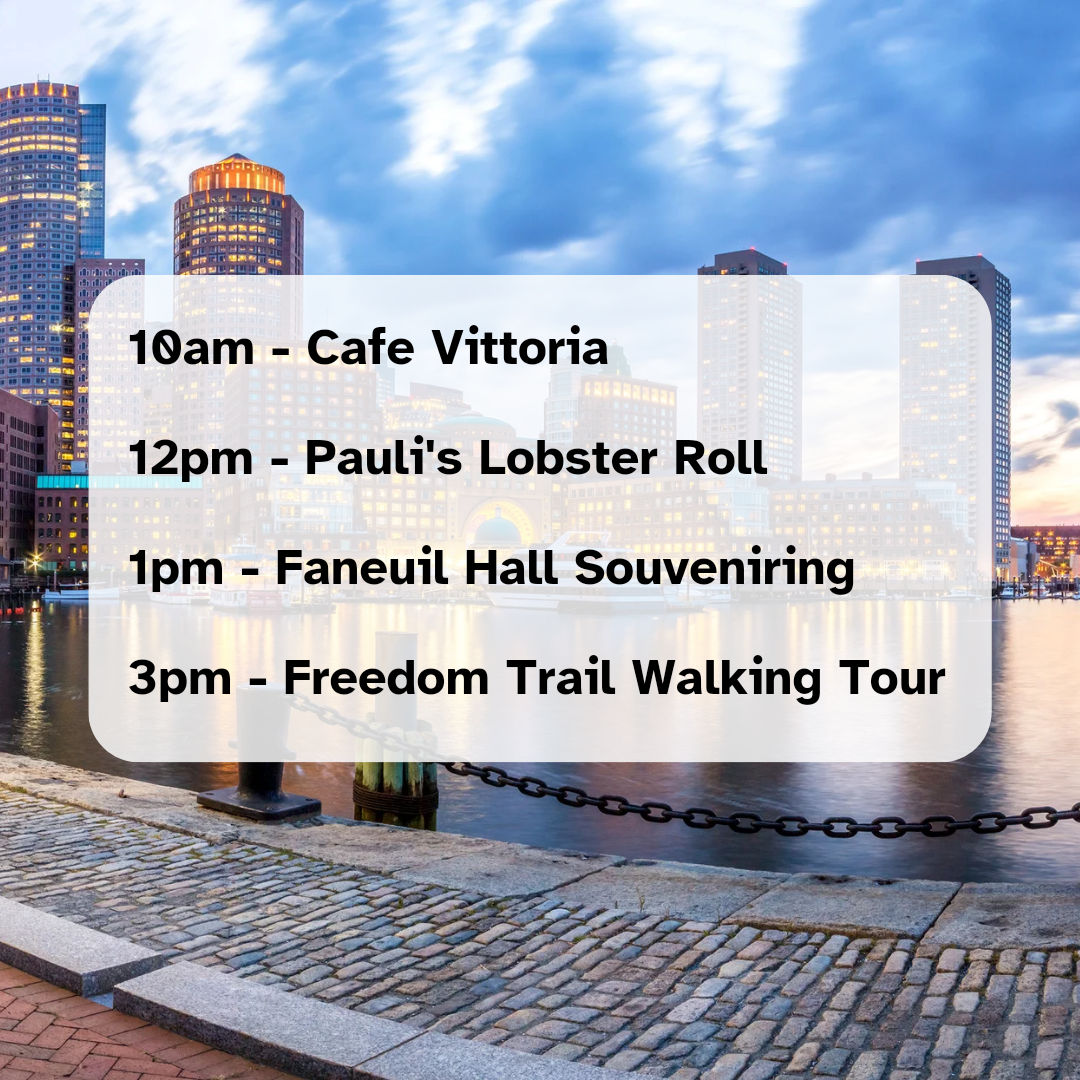 10am - Cafe Vittoria
12pm - Pauli's Lobster Roll
1pm - Faneuil Hall Souveniring
3pm - Freedom Trail Walking Tour